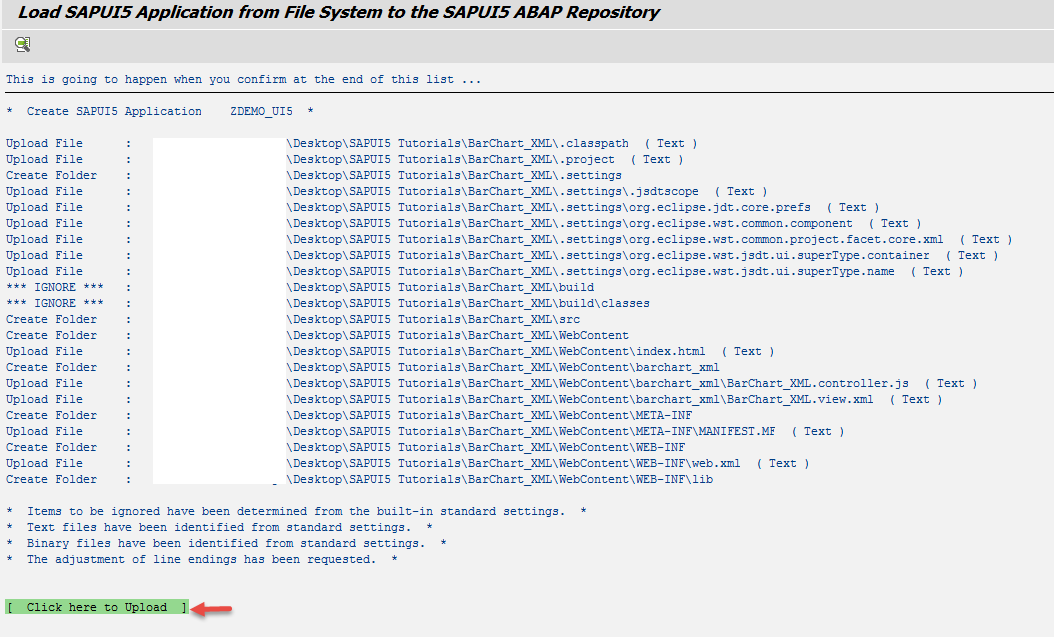 Load SAPUI5 Application from File System to the SAPUI5 ABAP Repository
This is going to happen when you confirm at the end of this list ...
*  Create SAPUI5 Application    ZDEMO_UI5  *
Upload File      :  \Desktop\SAPUI5 Tutorials\BarChart_XML\.classpath  ( Text )
Upload File      :  \Desktop\SAPUI5 Tutorials\BarChart_XML\.project  ( Text )
Create Folder    :  \Desktop\SAPUI5 Tutorials\BarChart_XML\.settings
Upload File      :  \Desktop\SAPUI5 Tutorials\BarChart_XML\.settings\.jsdtscope  ( Text )
Upload File      :  \Desktop\SAPUI5 Tutorials\BarChart_XML\.settings\org.eclipse.jdt.core.prefs  ( Text )
Upload File      :  \Desktop\SAPUI5 Tutorials\BarChart_XML\.settings\org.eclipse.wst.common.component  ( Text )
Upload File      :  \Desktop\SAPUI5 Tutorials\BarChart_XML\.settings\org.eclipse.wst.common.project.facet.core.xml  ( Text )
Upload File      :  \Desktop\SAPUI5 Tutorials\BarChart_XML\.settings\org.eclipse.wst.jsdt.ui.superType.container  ( Text )
Upload File      :  \Desktop\SAPUI5 Tutorials\BarChart_XML\.settings\org.eclipse.wst.jsdt.ui.superType.name  ( Text )
*** IGNORE ***   :  \Desktop\SAPUI5 Tutorials\BarChart_XML\build
*** IGNORE ***   :  \Desktop\SAPUI5 Tutorials\BarChart_XML\build\classes
Create Folder    :  \Desktop\SAPUI5 Tutorials\BarChart_XML\src
Create Folder    :  \Desktop\SAPUI5 Tutorials\BarChart_XML\WebContent
Upload File      :  \Desktop\SAPUI5 Tutorials\BarChart_XML\WebContent\index.html  ( Text )
Create Folder    :  \Desktop\SAPUI5 Tutorials\BarChart_XML\WebContent\barchart_xml
Upload File      :  \Desktop\SAPUI5 Tutorials\BarChart_XML\WebContent\barchart_xml\BarChart_XML.controller.js  ( Text )
Upload File      :  \Desktop\SAPUI5 Tutorials\BarChart_XML\WebContent\barchart_xml\BarChart_XML.view.xml  ( Text )
Create Folder    :  \Desktop\SAPUI5 Tutorials\BarChart_XML\WebContent\META-INF
Upload File      :  \Desktop\SAPUI5 Tutorials\BarChart_XML\WebContent\META-INF\MANIFEST.MF  ( Text )
Create Folder    :  \Desktop\SAPUI5 Tutorials\BarChart_XML\WebContent\WEB-INF
Upload File      :  \Desktop\SAPUI5 Tutorials\BarChart_XML\WebContent\WEB-INF\web.xml  ( Text )
Create Folder    :  \Desktop\SAPUI5 Tutorials\BarChart_XML\WebContent\WEB-INF\lib
*  Items to be ignored have been determined from the built-in standard settings.  *
*  Text files have been identified from standard settings.  *
*  Binary files have been identified from standard settings.  *
*  The adjustment of line endings has been requested.  *
[  Click here to Upload  ]